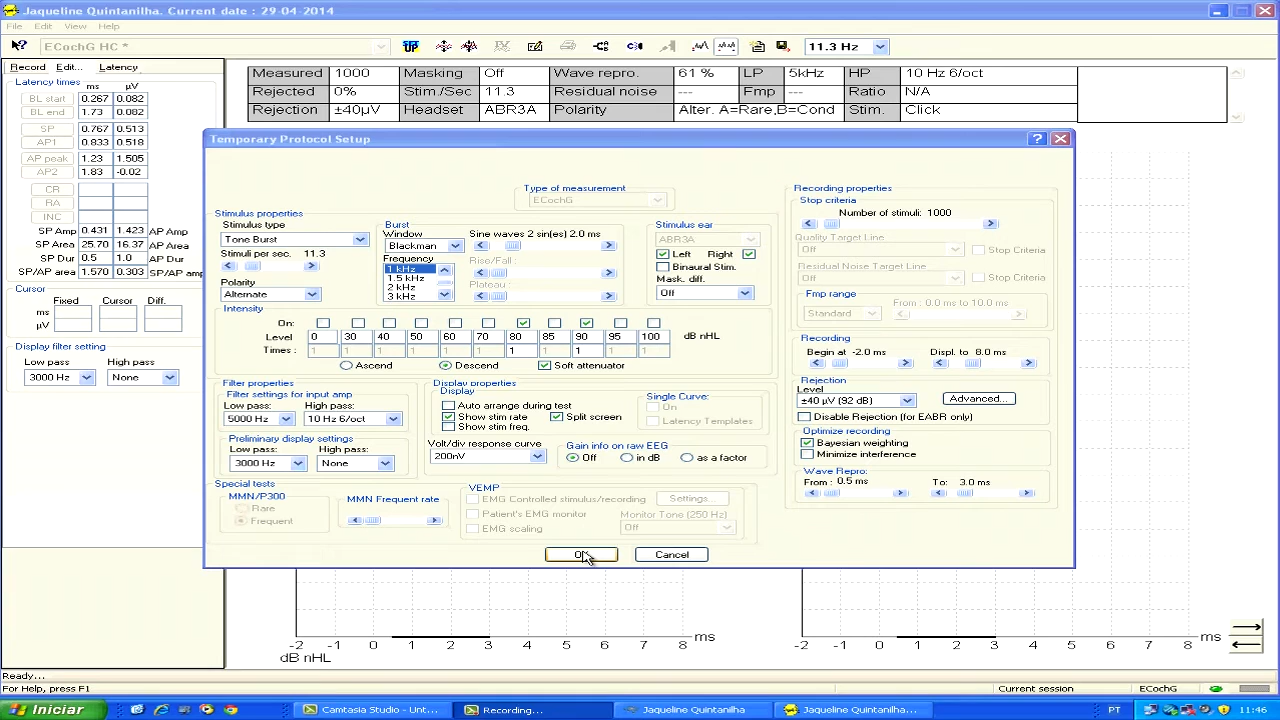 Jaqueline Quintanilha. Current date : 29-04-2014
File Edit View Help
ECochG HC *
UP
11.3 Hz
Record Edit... Latency
Latency times
ms µV
BL start 0.267 0.082
BL end 1.73 0.082
SP 0.767 0.513
AP1 0.833 0.518
AP peak 1.23 1.505
AP2 1.83 -0.02
CR
RA
INC
SP Amp 0.431 1.423 AP Amp
SP Area 25.70 16.37 AP Area
SP Dur 0.5 1.0 AP Dur
SP/AP area 1.570 0.303 SP/AP amp
Cursor
Fixed Cursor Diff.
ms
µV
Display filter setting
Low pass High pass
3000 Hz None
Measured 1000 Masking Off Wave repro. 61 % LP 5kHz HP 10 Hz 6/oct
Rejected 0% Stim./Sec 11.3 Residual noise --- Fmp --- Ratio N/A
Rejection ±40µV Headset ABR3A Polarity Alter. A=Rare,B=Cond Stim. Click
Temporary Protocol Setup
Type of measurement
ECochG
Stimulus properties
Stimulus type
Tone Burst
Stimuli per sec. 11.3
Polarity
Alternate
Burst
Window Sine waves 2 sin(es) 2.0 ms
Blackman
Frequency
1 kHz
1.5 kHz
2 kHz
3 kHz
Rise/Fall:
Plateau :
Stimulus ear
ABR3A
Left Right
Binaural Stim.
Mask. diff.
Off
Intensity
On:
Level 0 30 40 50 60 70 80 85 90 95 100 dB nHL
Times : 1 1 1 1 1 1 1 1 1 1 1
Ascend Descend Soft attenuator
Filter properties
Filter settings for input amp
Low pass: High pass:
5000 Hz 10 Hz 6/oct
Preliminary display settings
Low pass: High pass:
3000 Hz None
Display properties
Display
Auto arrange during test
Show stim rate Split screen
Show stim freq.
Single Curve:
On
Latency Templates
Volt/div response curve
200nV
Gain info on raw EEG
Off in dB as a factor
Special tests
MMN/P300
Rare
Frequent
MMN Frequent rate
VEMP
EMG Controlled stimulus/recording Settings...
Patient's EMG monitor Monitor Tone (250 Hz)
EMG scaling Off
Recording properties
Stop criteria
Number of stimuli: 1000
Quality Target Line
Off Stop Criteria
Residual Noise Target Line
Off Stop Criteria
Fmp range
Standard From : 0.0 ms to 10.0 ms
Recording
Begin at -2.0 ms Displ. to 8.0 ms
Rejection
Level
±40 µV (92 dB) Advanced...
Disable Rejection (for EABR only)
Optimize recording
Bayesian weighting
Minimize interference
Wave Repro:
From : 0.5 ms To: 3.0 ms
Cancel
-2 -1 0 1 2 3 4 5 6 7 8 ms
-2 -1 0 1 2 3 4 5 6 7 8 ms
dB nHL
Ready...
For Help, press F1 Current session ECochG
Iniciar
Camtasia Studio - Unt...
Recording...
Jaqueline Quintanilha
Jaqueline Quintanilha...
PT
11:46